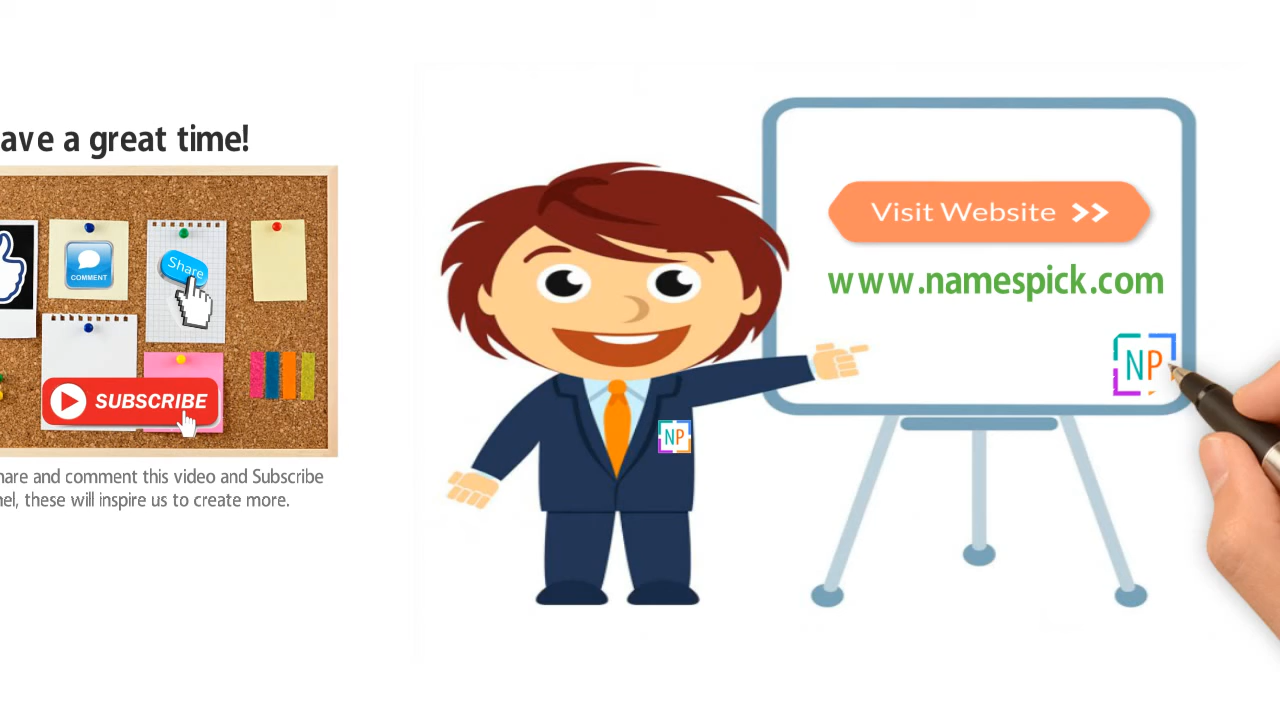 ave a great time!
COMMENT
Share
SUBSCRIBE
hare and comment this video and Subscribe
nel, these will inspire us to create more.
Visit Website >>
www.namespick.com
NP
NP